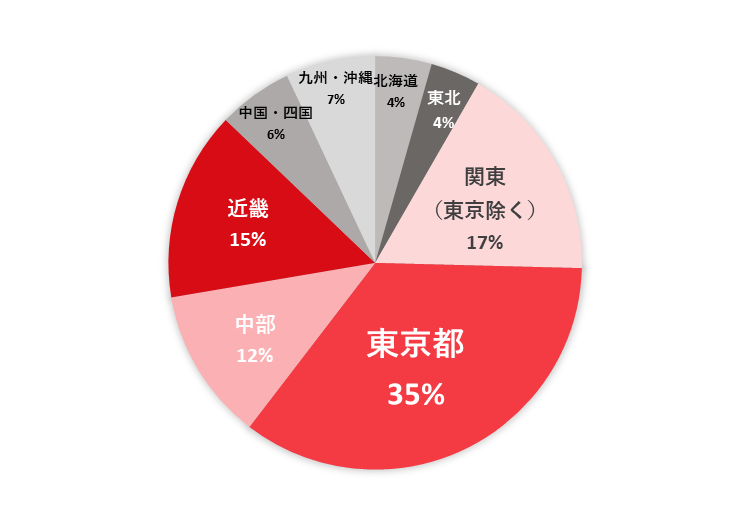 北海道
4%
東北
4%
関東
（東京除く）
17%
東京都
35%
中部
12%
近畿
15%
中国・四国
6%
九州・沖縄
7%